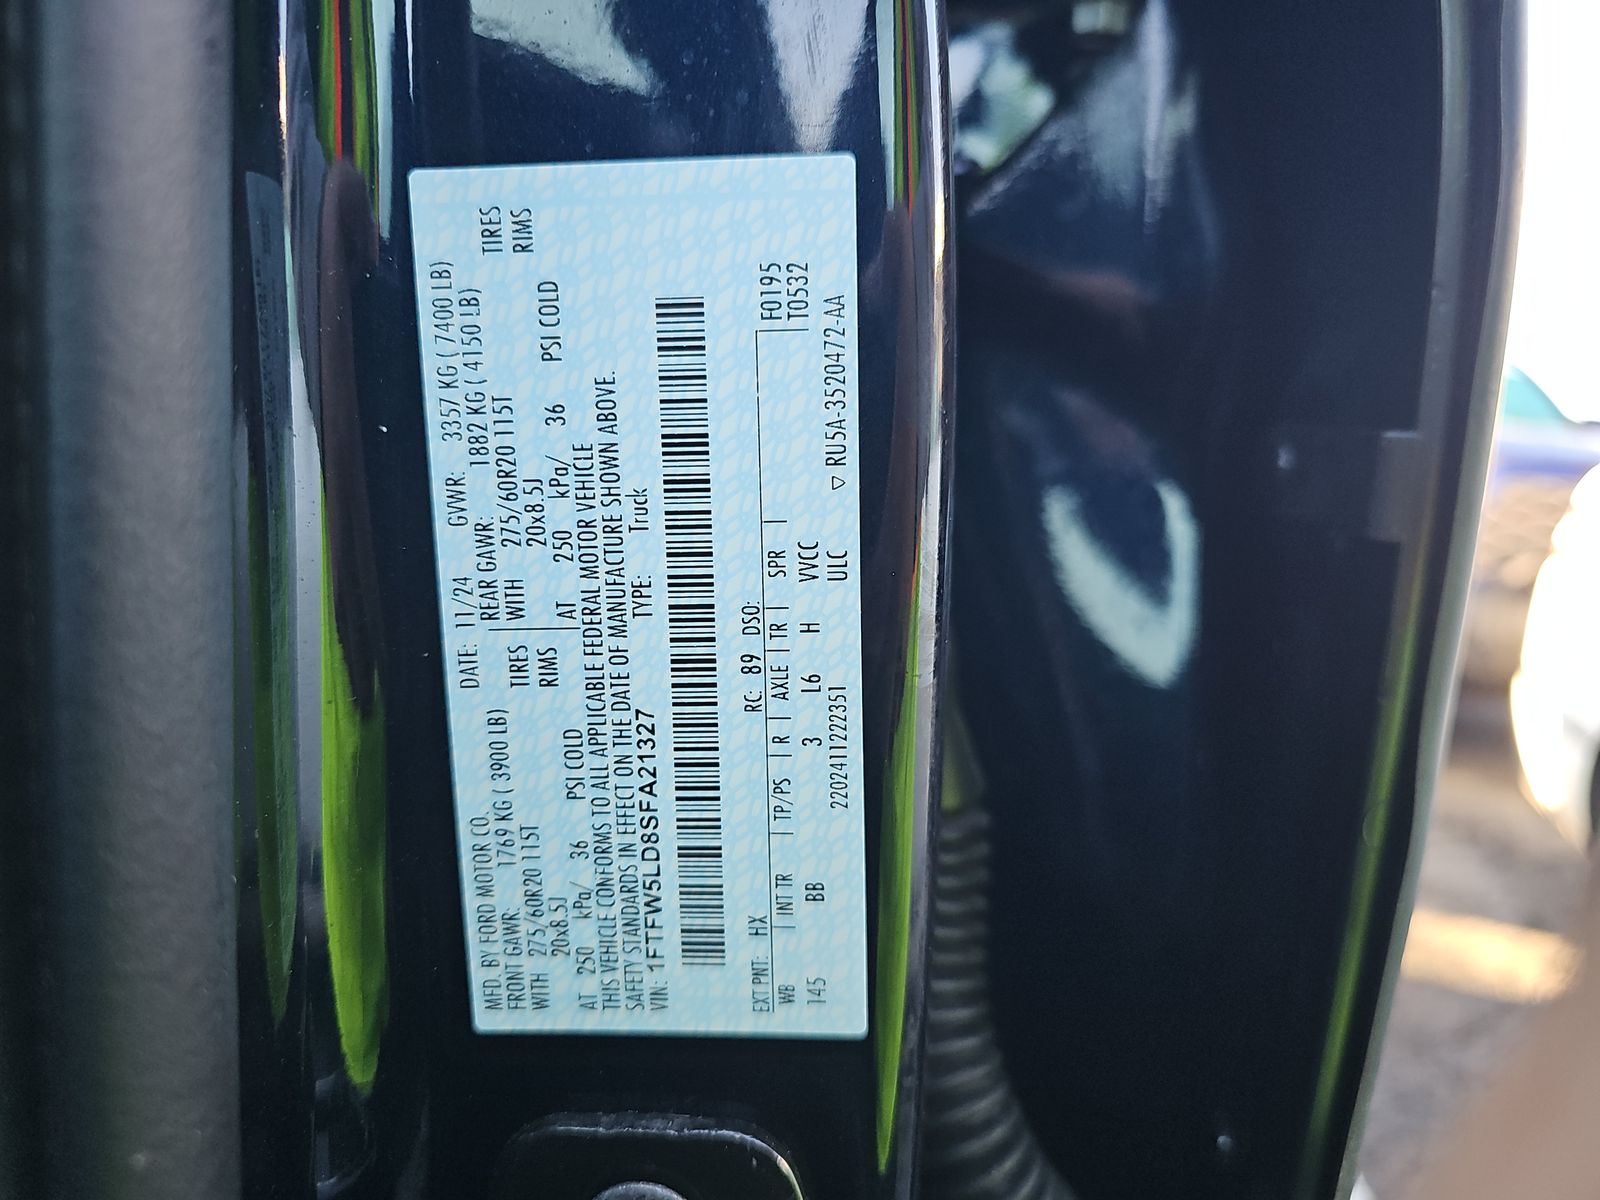 MFD. BY FORD MOTOR CO. DATE: 11/24 GVWR: 3357 KG ( 7400 LB)
FRONT GAWR: 1769 KG ( 3900 LB) REAR GAWR: 1882 KG ( 4150 LB)
WITH 275/60R20 115T TIRES WITH 275/60R20 115T TIRES
20x8.5J RIMS 20x8.5J RIMS
AT 250 kPa/ 36 PSI COLD AT 250 kPa/ 36 PSI COLD
THIS VEHICLE CONFORMS TO ALL APPLICABLE FEDERAL MOTOR VEHICLE
SAFETY STANDARDS IN EFFECT ON THE DATE OF MANUFACTURE SHOWN ABOVE.
VIN: 1FTFW5LD8SFA21327 TYPE: Truck
EXT PNT: HX RC: 89 DSO: F0195
WB INT TR TP/PS R AXLE TR SPR T0532
145 BB 3 L6 H VVCC
220241122351 ULC ▽ RU5A-3520472-AA